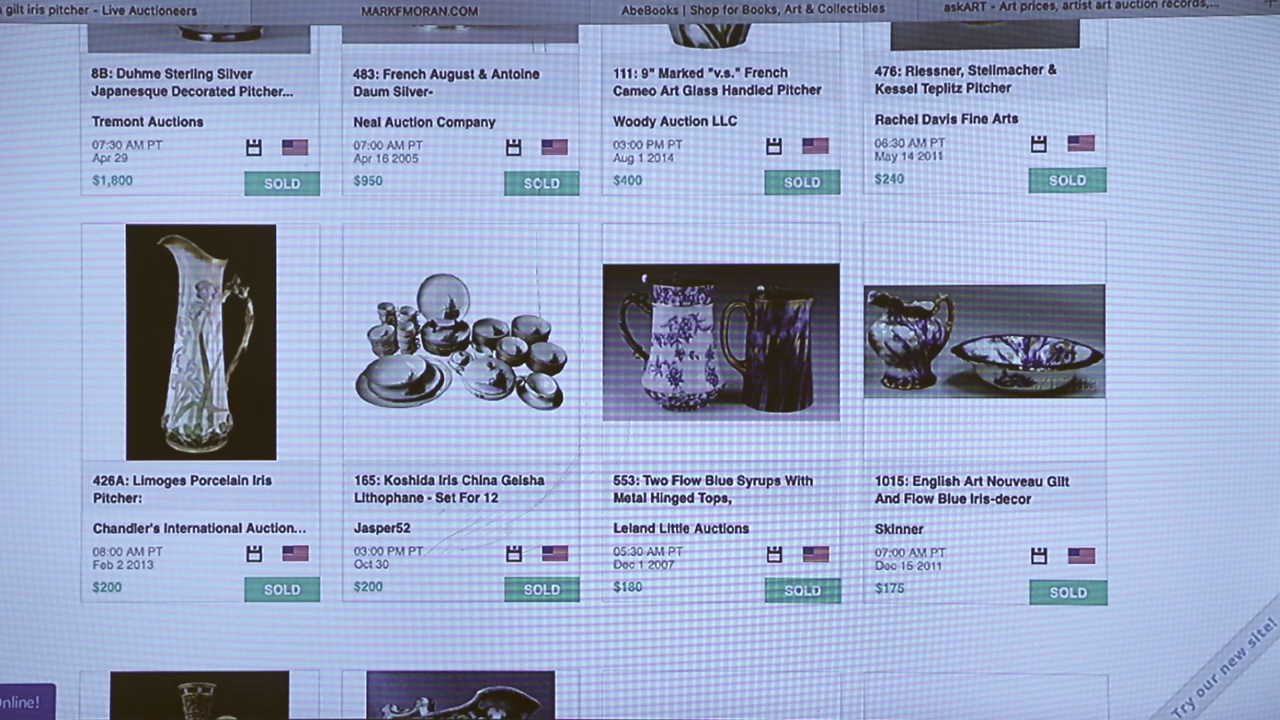 gilt iris pitcher - Live Auctioneers
MARKFMORAN.COM
AbeBooks | Shop for Books, Art & Collectibles
askART - Art prices, artist art auction records,...
8B: Duhme Sterling Silver
Japanesque Decorated Pitcher...
Tremont Auctions
07:30 AM PT
Apr 29
$1,800
SOLD
483: French August & Antoine
Daum Silver-
Neal Auction Company
07:00 AM PT
Apr 16 2005
$950
SOLD
111: 9" Marked "v.s." French
Cameo Art Glass Handled Pitcher
Woody Auction LLC
03:00 PM PT
Aug 1 2014
$400
SOLD
476: Riessner, Stellmacher &
Kessel Teplitz Pitcher
Rachel Davis Fine Arts
06:30 AM PT
May 14 2011
$240
SOLD
426A: Limoges Porcelain Iris
Pitcher:
Chandler's International Auction...
08:00 AM PT
Feb 2 2013
$200
SOLD
165: Koshida Iris China Geisha
Lithophane - Set For 12
Jasper52
03:00 PM PT
Oct 30
$200
SOLD
553: Two Flow Blue Syrups With
Metal Hinged Tops,
Leland Little Auctions
05:30 AM PT
Dec 1 2007
$180
SOLD
1015: English Art Nouveau Gilt
And Flow Blue Iris-decor
Skinner
07:00 AM PT
Dec 15 2011
$175
SOLD
Online!
Try our new site!